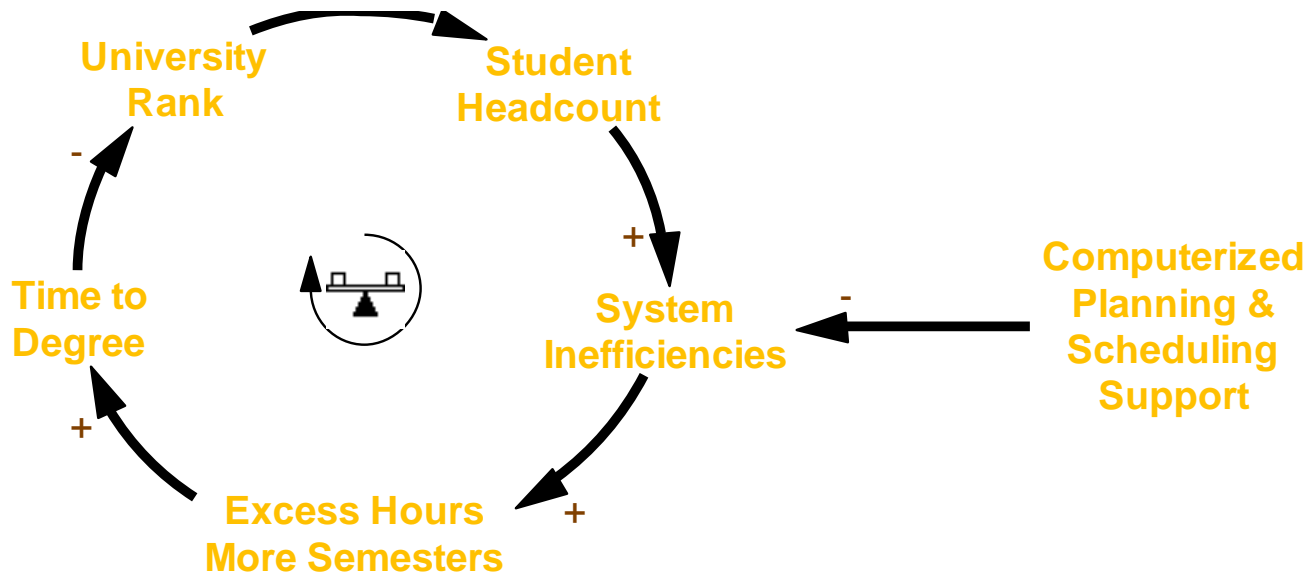 University
Rank
Student
Headcount
-
+
Computerized
Planning &
Scheduling
Support
-
Time to
Degree
System
Inefficiencies
+
+
Excess Hours
More Semesters